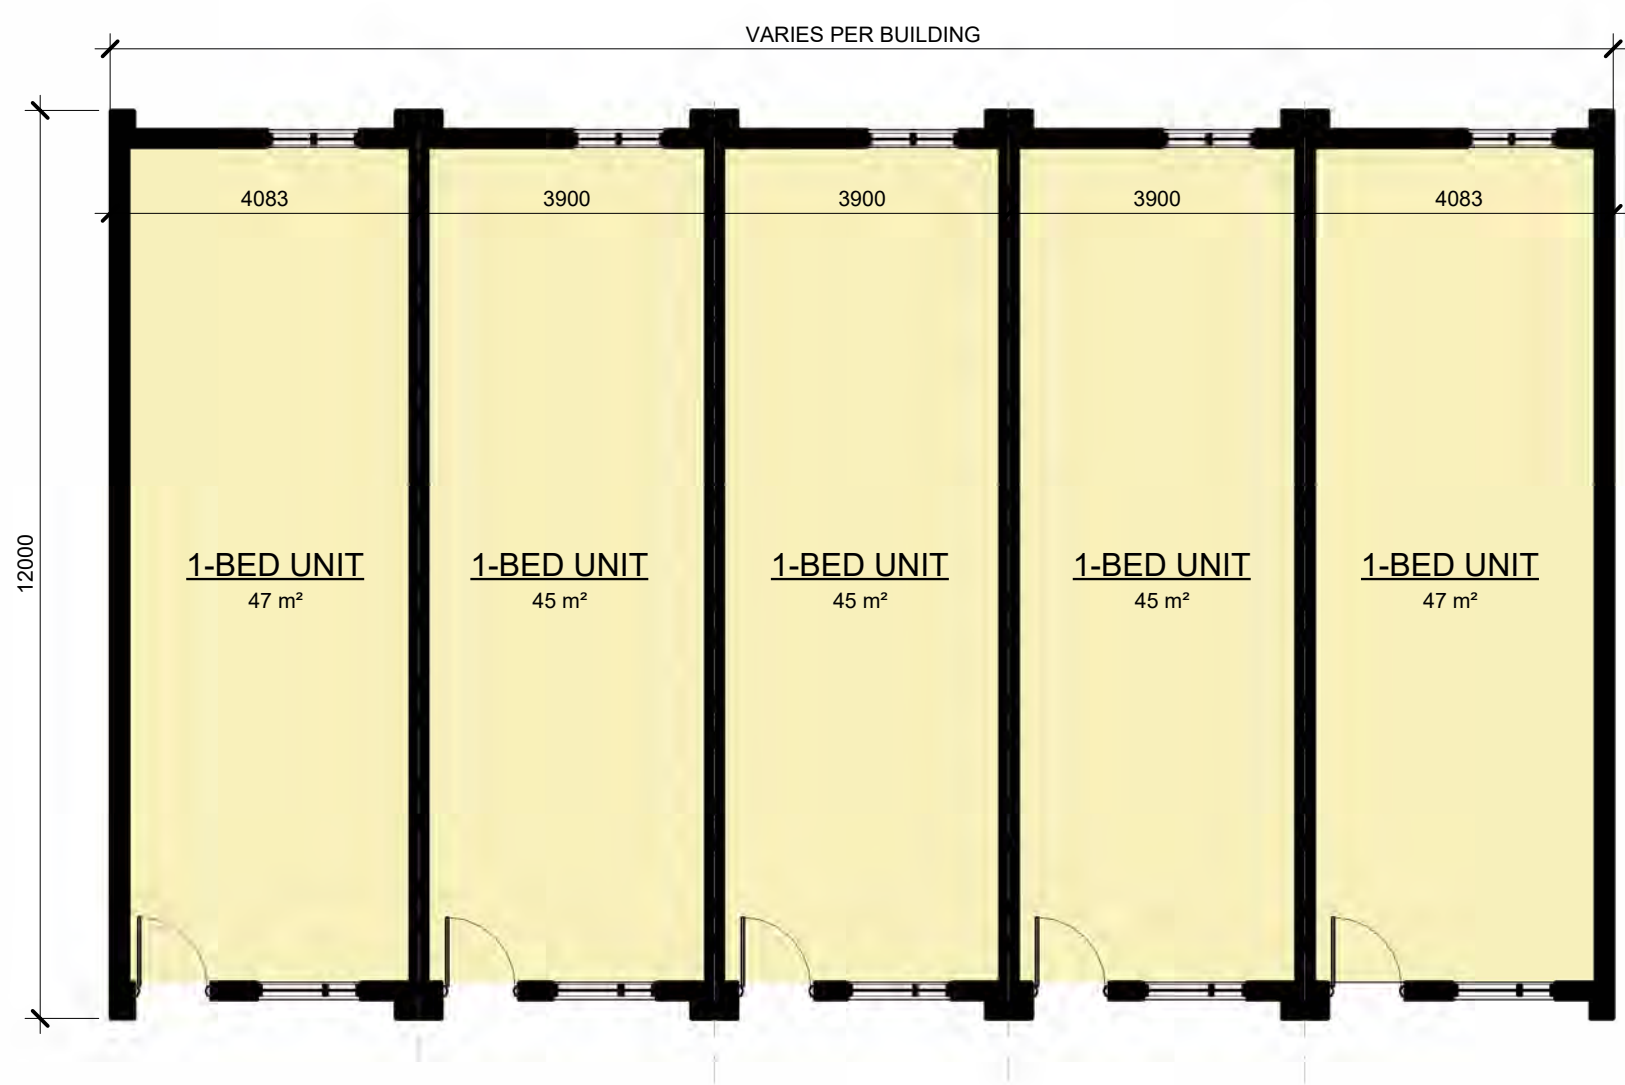 VARIES PER BUILDING
4083
3900
3900
3900
4083
12000
1-BED UNIT
47 m²
1-BED UNIT
45 m²
1-BED UNIT
45 m²
1-BED UNIT
45 m²
1-BED UNIT
47 m²